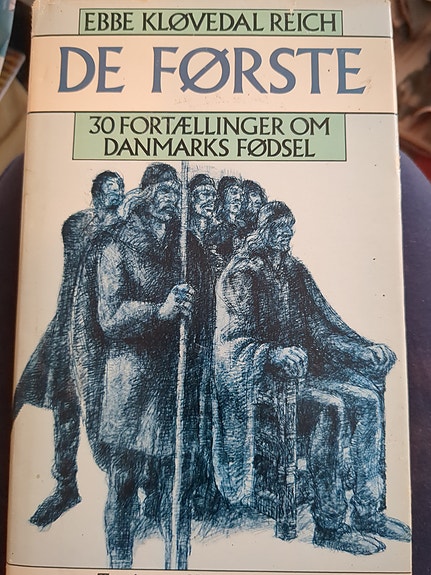 EBBE KLØVEDAL REICH
DE FØRSTE
30 FORTÆLLINGER OM
DANMARKS FØDSEL